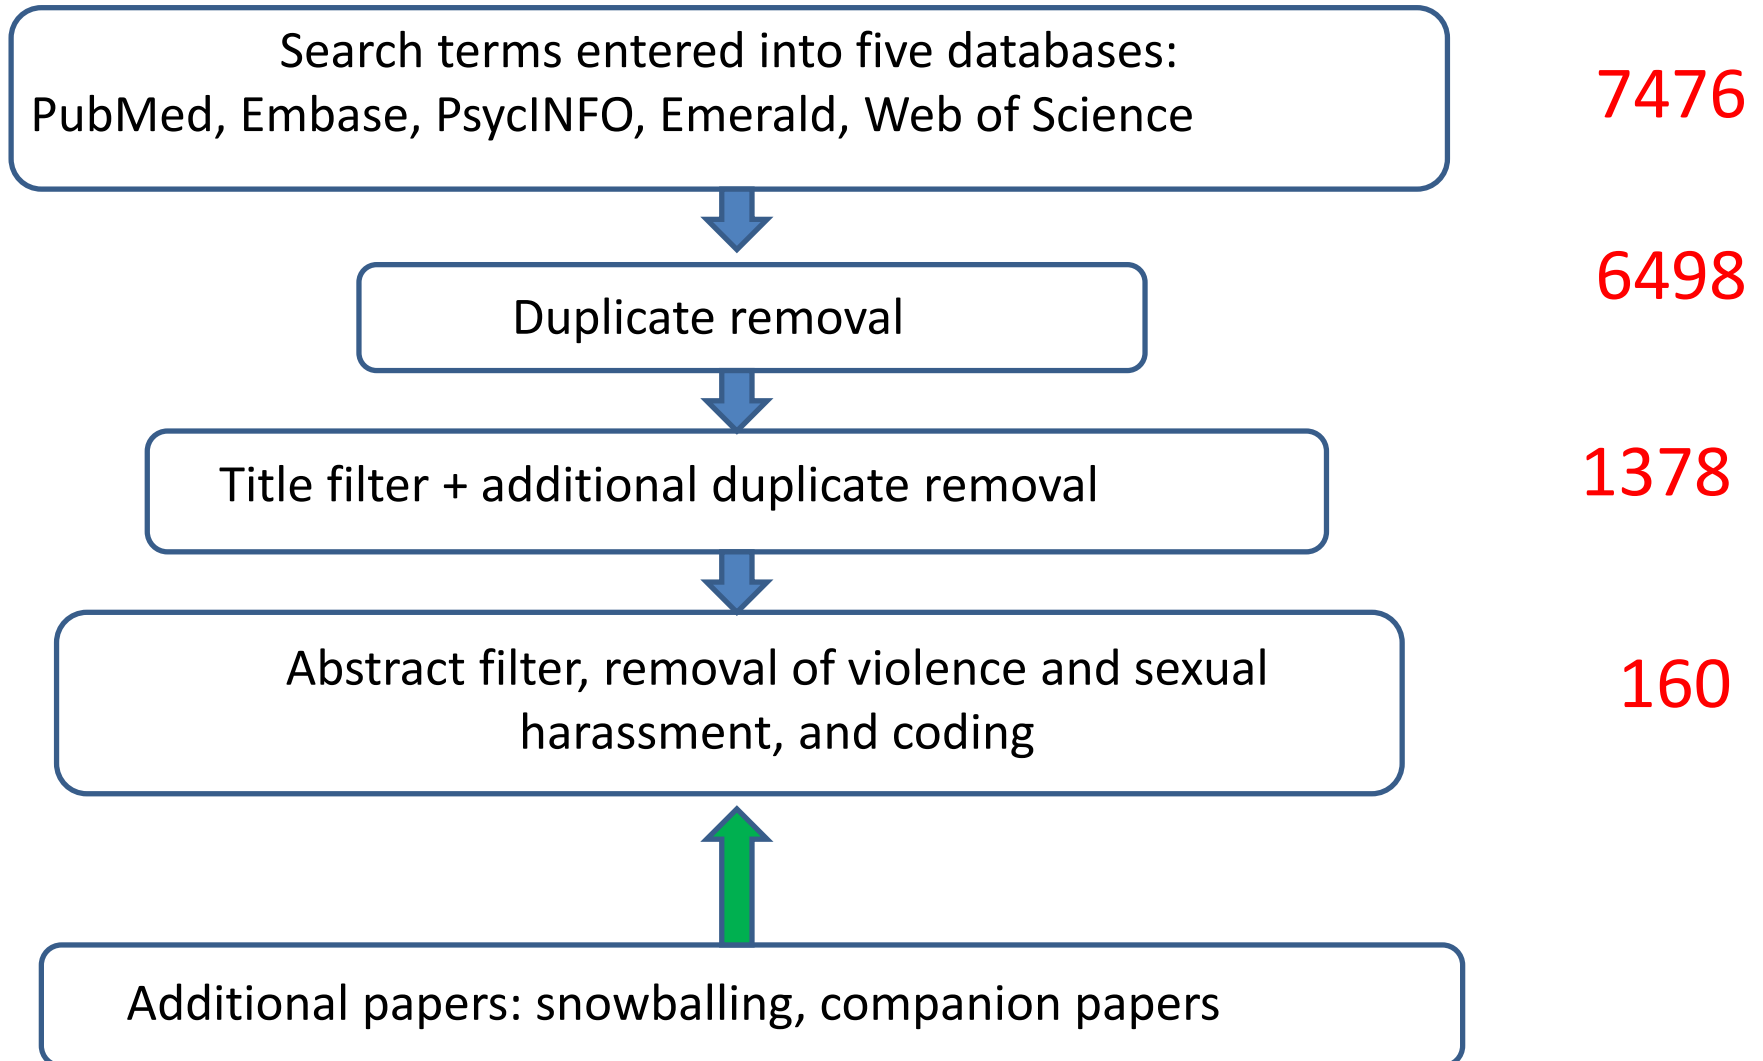 Search terms entered into five databases:
PubMed, Embase, PsycINFO, Emerald, Web of Science
7476
6498
Duplicate removal
Title filter + additional duplicate removal
1378
Abstract filter, removal of violence and sexual
harassment, and coding
160
Additional papers: snowballing, companion papers